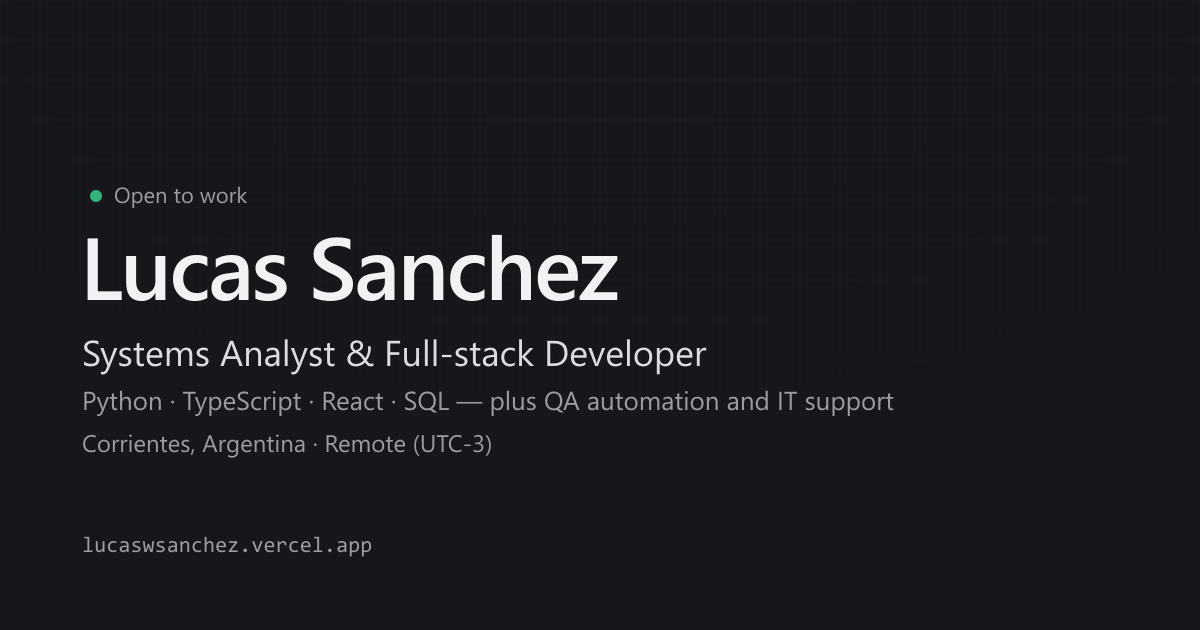 Open to work
Lucas Sanchez
Systems Analyst & Full-stack Developer
Python · TypeScript · React · SQL — plus QA automation and IT support
Corrientes, Argentina · Remote (UTC-3)
lucaswsanchez.vercel.app